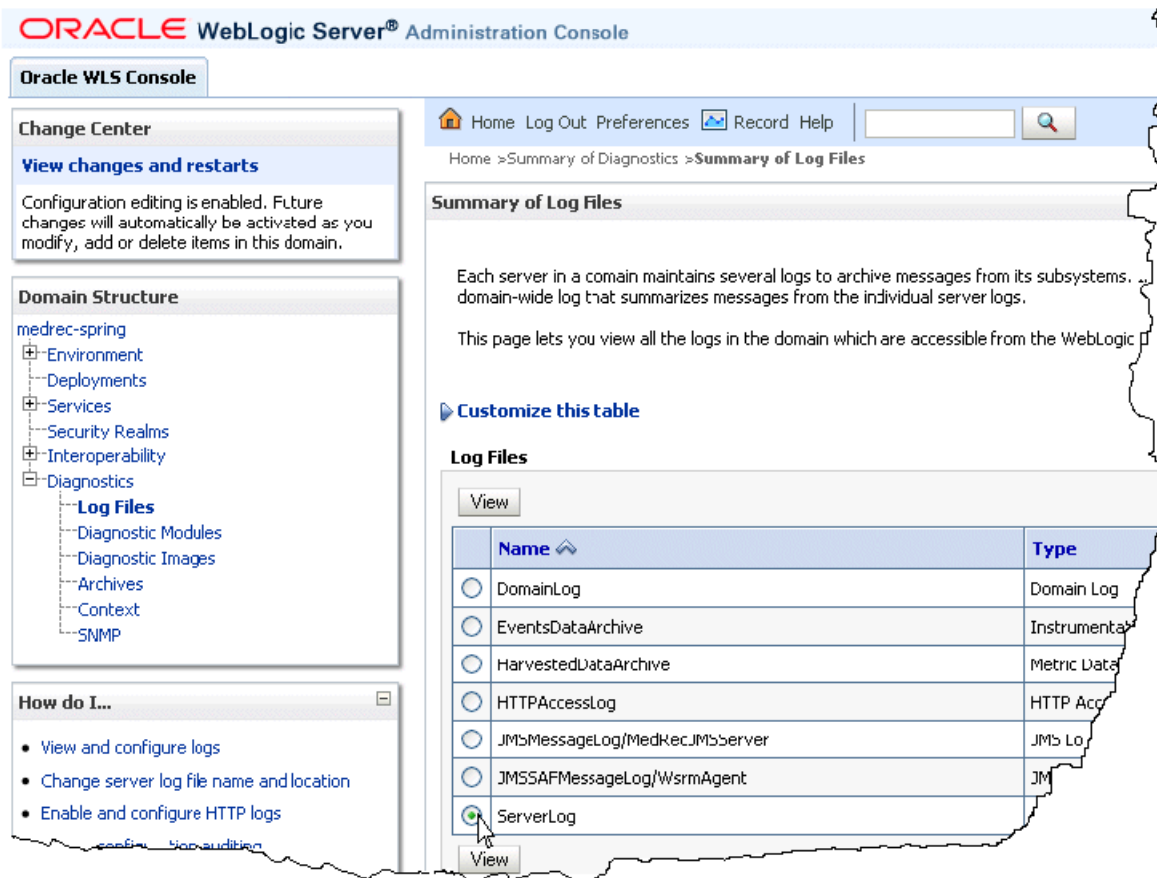 ORACLE WebLogic Server® Administration Console
Oracle WLS Console
Change Center
View changes and restarts
Configuration editing is enabled. Future
changes will automatically be activated as you
modify, add or delete items in this domain.
Domain Structure
medrec-spring
Environment
Deployments
Services
Security Realms
Interoperability
Diagnostics
Log Files
Diagnostic Modules
Diagnostic Images
Archives
Context
SNMP
How do I...
View and configure logs
Change server log file name and location
Enable and configure HTTP logs
auditing
Home Log Out Preferences Record Help
Home >Summary of Diagnostics >Summary of Log Files
Summary of Log Files
Each server in a domain maintains several logs to archive messages from its subsystems.
domain-wide log that summarizes messages from the individual server logs.
This page lets you view all the logs in the domain which are accessible from the WebLogic
Customize this table
Log Files
View
Name Type
DomainLog Domain Log
EventsDataArchive Instrumenta
HarvestedDataArchive Metric Data
HTTPAccessLog HTTP Acc
JMSMessageLog/MedRecJMSServer JMS Lo
JMSSAFMessageLog/WsrmAgent JM
ServerLog
View